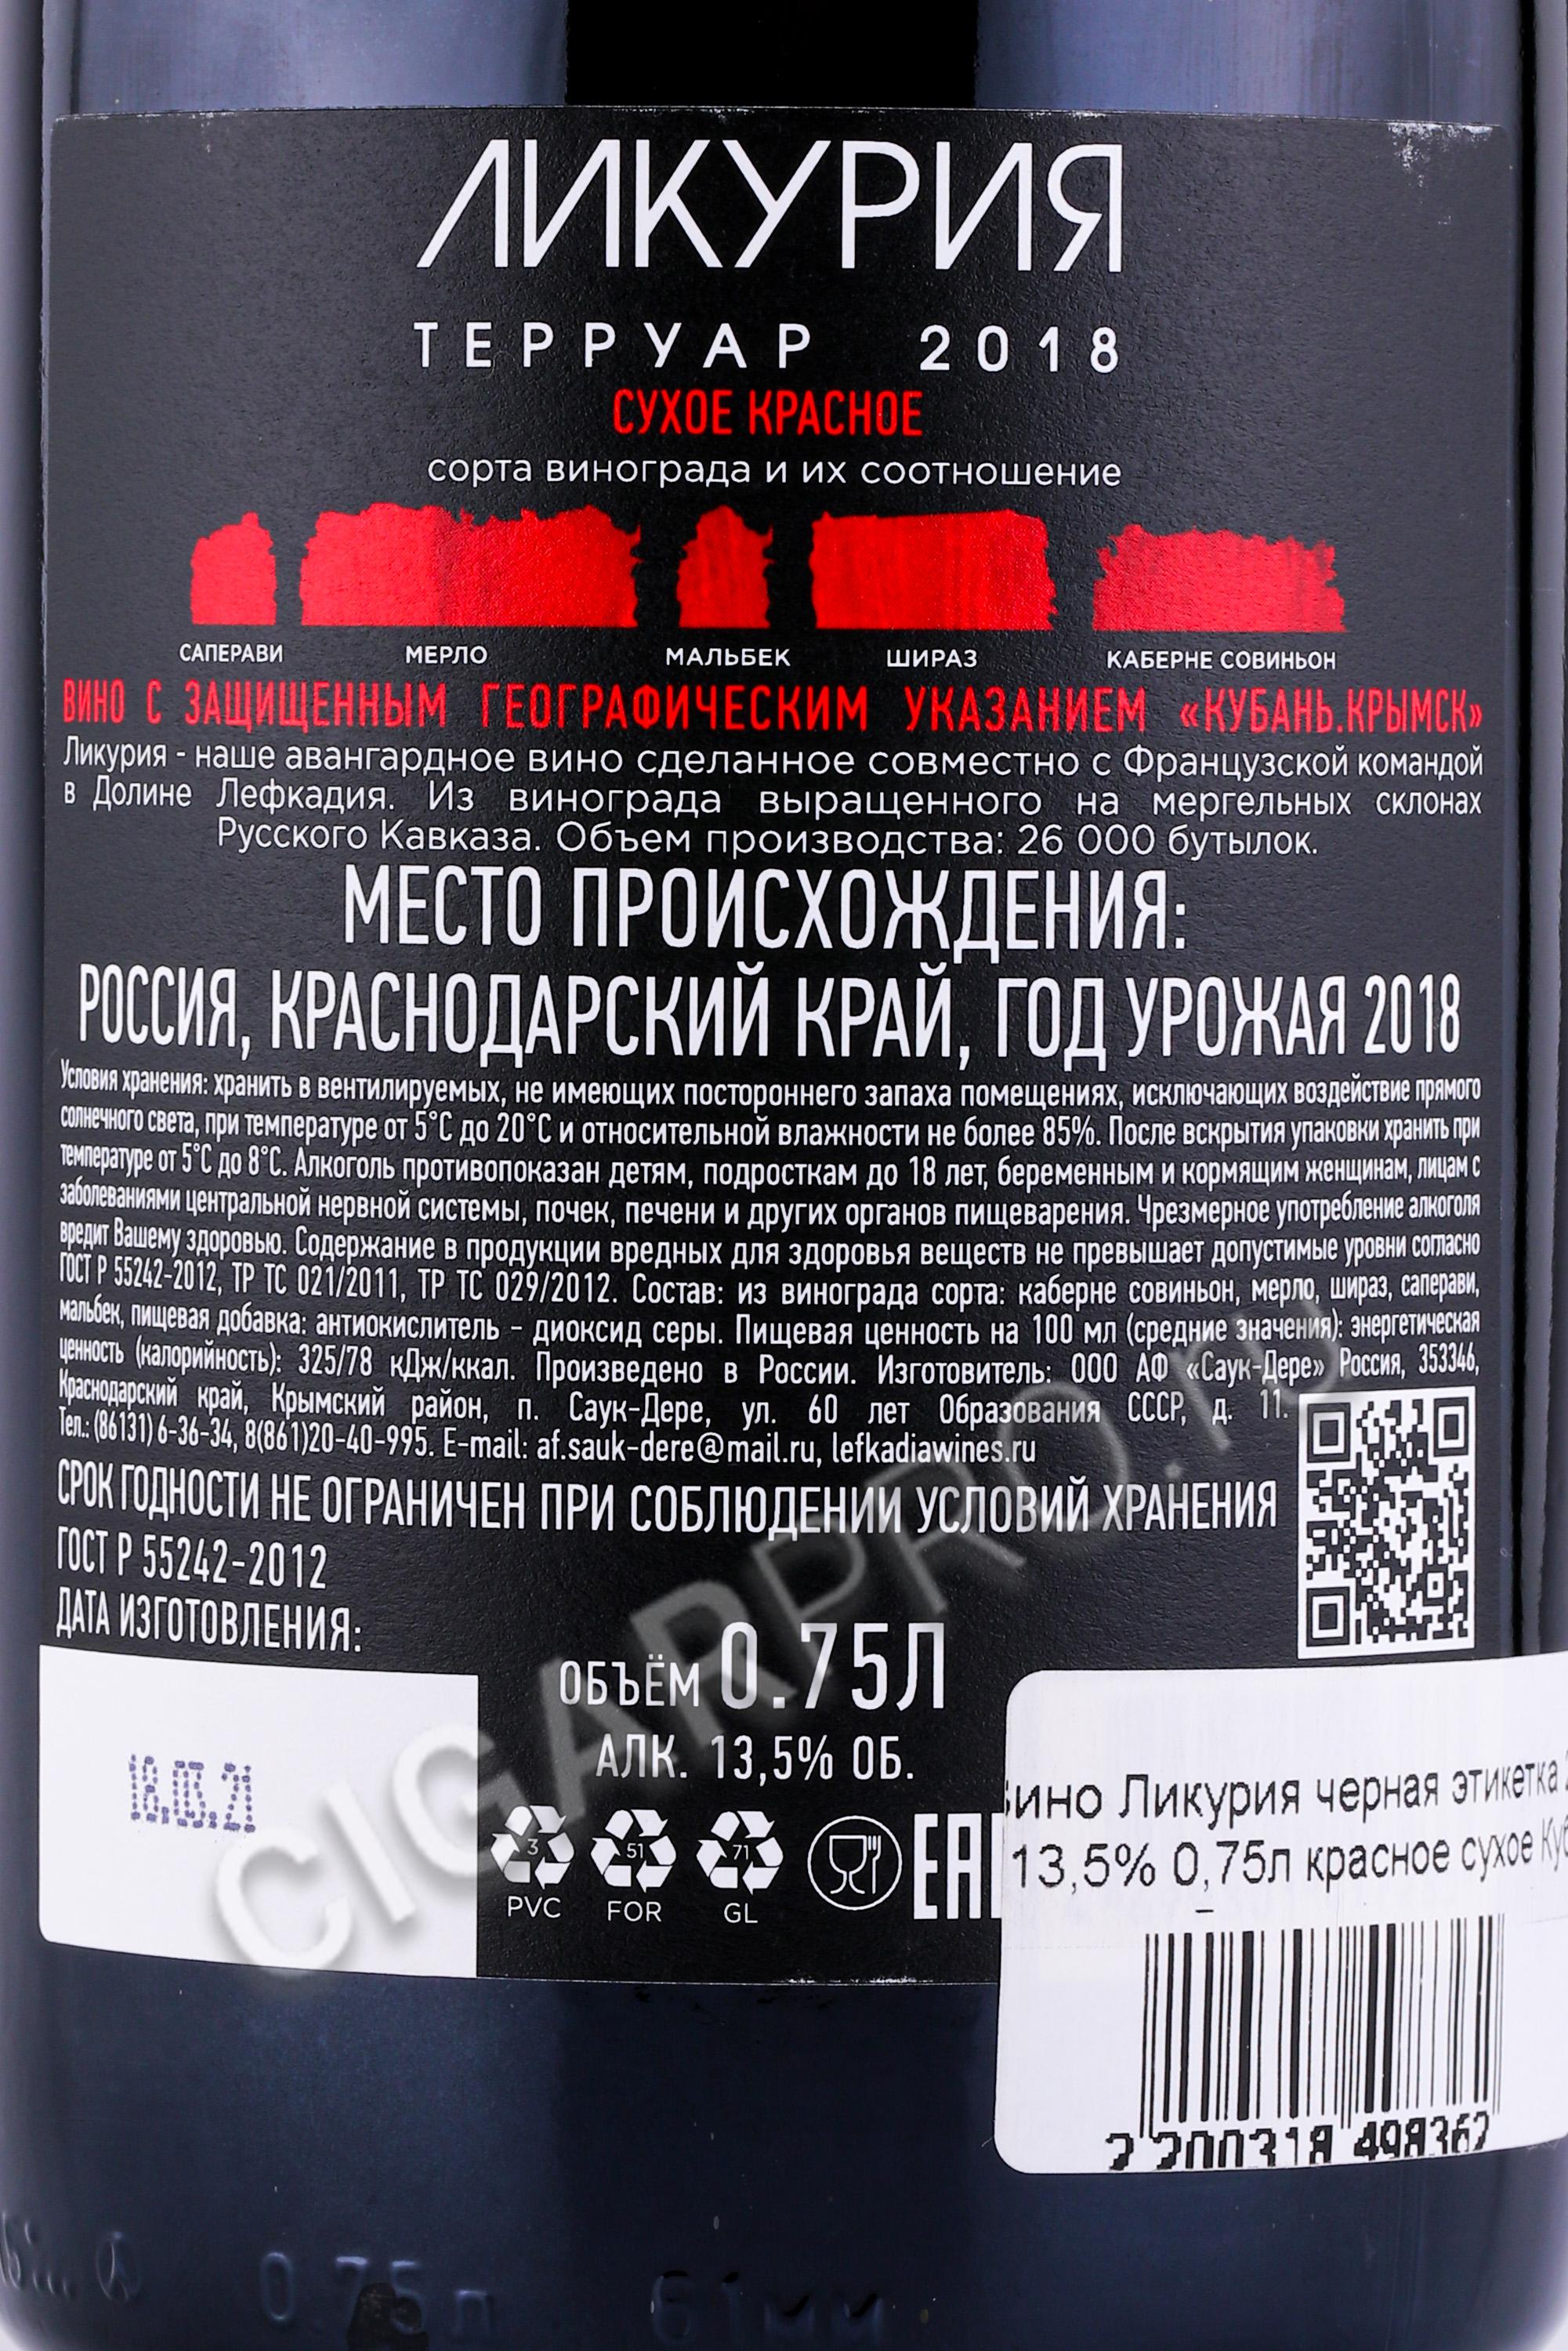 ЛИКУРИЯ
ТЕРРУАР 2018
СУХОЕ КРАСНОЕ
сорта винограда и их соотношение
САПЕРАВИ МЕРЛО МАЛЬБЕК ШИРАЗ КАБЕРНЕ СОВИНЬОН
ВИНО С ЗАЩИЩЕННЫМ ГЕОГРАФИЧЕСКИМ УКАЗАНИЕМ «КУБАНЬ.КРЫМСК»
Ликурия - наше авангардное вино сделанное совместно с Французской командой
в Долине Лефкадия. Из винограда выращенного на мергельных склонах
Русского Кавказа. Объем производства: 26 000 бутылок.
МЕСТО ПРОИСХОЖДЕНИЯ:
РОССИЯ, КРАСНОДАРСКИЙ КРАЙ, ГОД УРОЖАЯ 2018
Условия хранения: хранить в вентилируемых, не имеющих постороннего запаха помещениях, исключающих воздействие прямого
солнечного света, при температуре от 5°С до 20°С и относительной влажности не более 85%. После вскрытия упаковки хранить при
температуре от 5°С до 8°С. Алкоголь противопоказан детям, подросткам до 18 лет, беременным и кормящим женщинам, лицам с
заболеваниями центральной нервной системы, почек, печени и других органов пищеварения. Чрезмерное употребление алкоголя
вредит Вашему здоровью. Содержание в продукции вредных для здоровья веществ не превышает допустимые уровни согласно
ГОСТ Р 55242-2012, ТР ТС 021/2011, ТР ТС 029/2012. Состав: из винограда сорта: каберне совиньон, мерло, шираз, саперави,
мальбек, пищевая добавка: антиокислитель – диоксид серы. Пищевая ценность на 100 мл (средние значения): энергетическая
ценность (калорийность): 325/78 кДж/ккал. Произведено в России. Изготовитель: ООО АФ «Саук-Дере» Россия, 353346,
Краснодарский край, Крымский район, п. Саук-Дере, ул. 60 лет Образования СССР, д. 11.
Тел.: (86131) 6-36-34, 8(861)20-40-995. E-mail: af.sauk-dere@mail.ru, lefkadiawines.ru
СРОК ГОДНОСТИ НЕ ОГРАНИЧЕН ПРИ СОБЛЮДЕНИИ УСЛОВИЙ ХРАНЕНИЯ
ГОСТ Р 55242-2012
ДАТА ИЗГОТОВЛЕНИЯ:
18.03.21
ОБЪЁМ 0.75Л
АЛК. 13,5% ОБ.
3 51 71
PVC FOR GL
EAC
вино Ликурия черная этикетка
13,5% 0,75л красное сухое
2 200318 498362
CIGARPRO.ru
0.75л 61мм